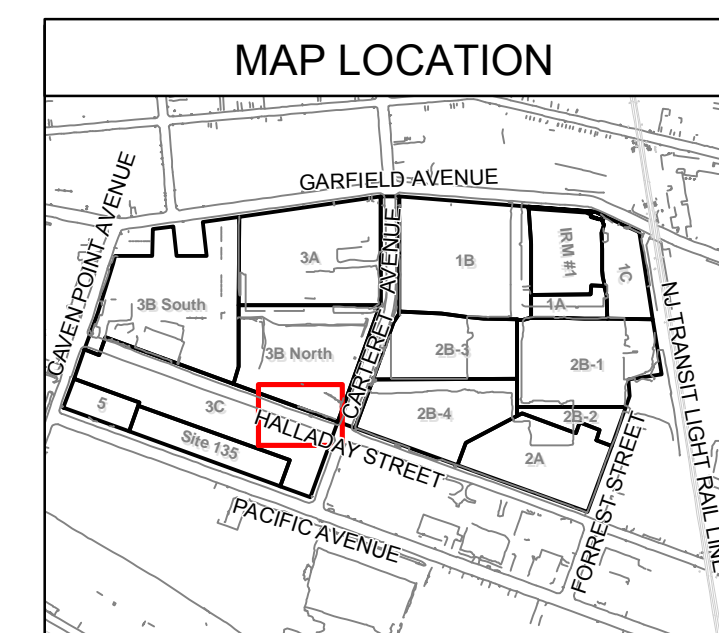 MAP LOCATION
GARFIELD AVENUE
CAVEN POINT AVENUE
CARTERET AVENUE
NJ TRANSIT LIGHT RAIL LINE
3A
1B
IRM #1
1C
1A
3B South
3B North
2B-3
2B-1
3C
2B-4
2B-2
5
Site 135
2A
HALLADAY STREET
FORREST STREET
PACIFIC AVENUE